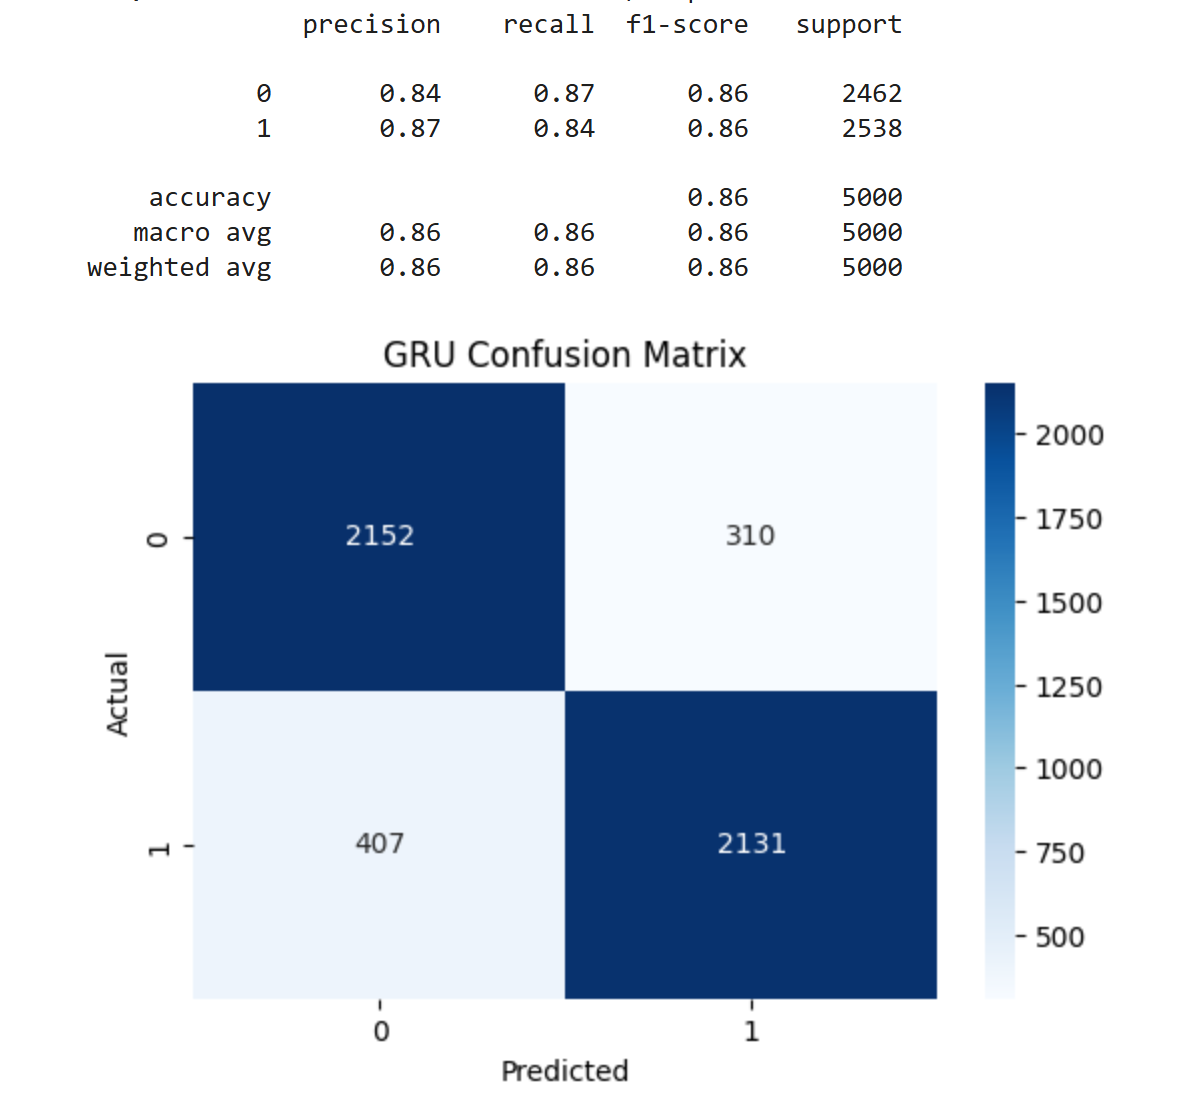 precision recall f1-score support
0 0.84 0.87 0.86 2462
1 0.87 0.84 0.86 2538
accuracy 0.86 5000
macro avg 0.86 0.86 0.86 5000
weighted avg 0.86 0.86 0.86 5000
GRU Confusion Matrix
2000
1750
1500
1250
1000
750
500
Actual
0
2152 310
1
407 2131
0 1
Predicted